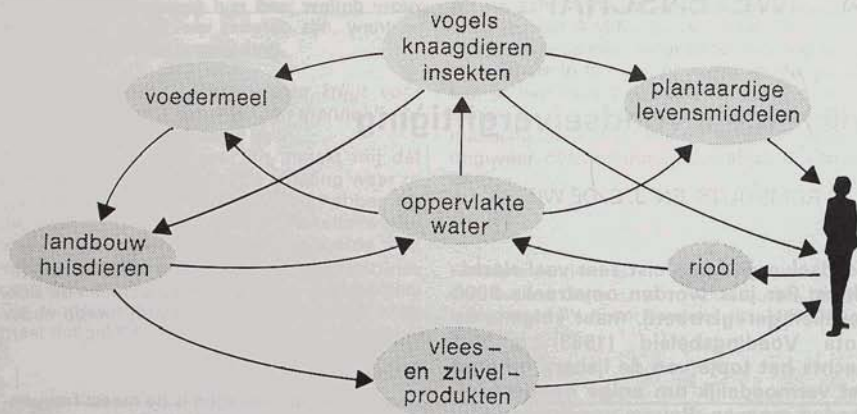 vogels
knaagdieren
insekten
voedermeel
plantaardige
levensmiddelen
oppervlakte
water
landbouw
huisdieren
riool
vlees –
en zuivel –
produkten